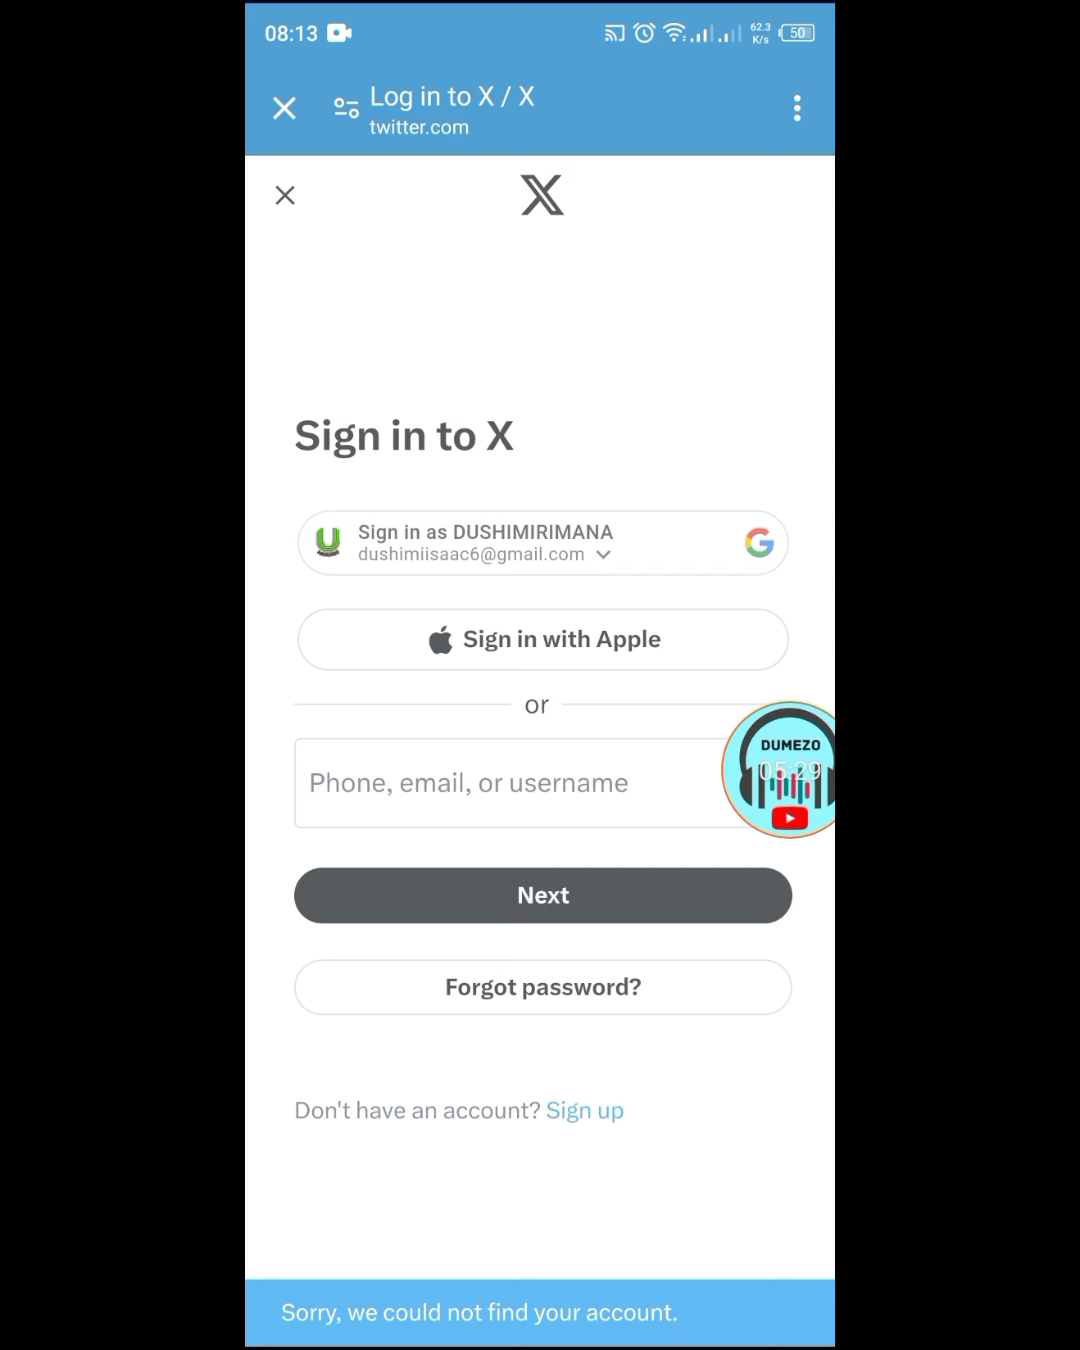 08:13
62.3
K/s
50
Log in to X / X
twitter.com
X
Sign in to X
Sign in as DUSHIMIRIMANA
dushimiisaac6@gmail.com
G
Sign in with Apple
or
Phone, email, or username
DUMEZO
05:29
Next
Forgot password?
Don't have an account? Sign up
Sorry, we could not find your account.